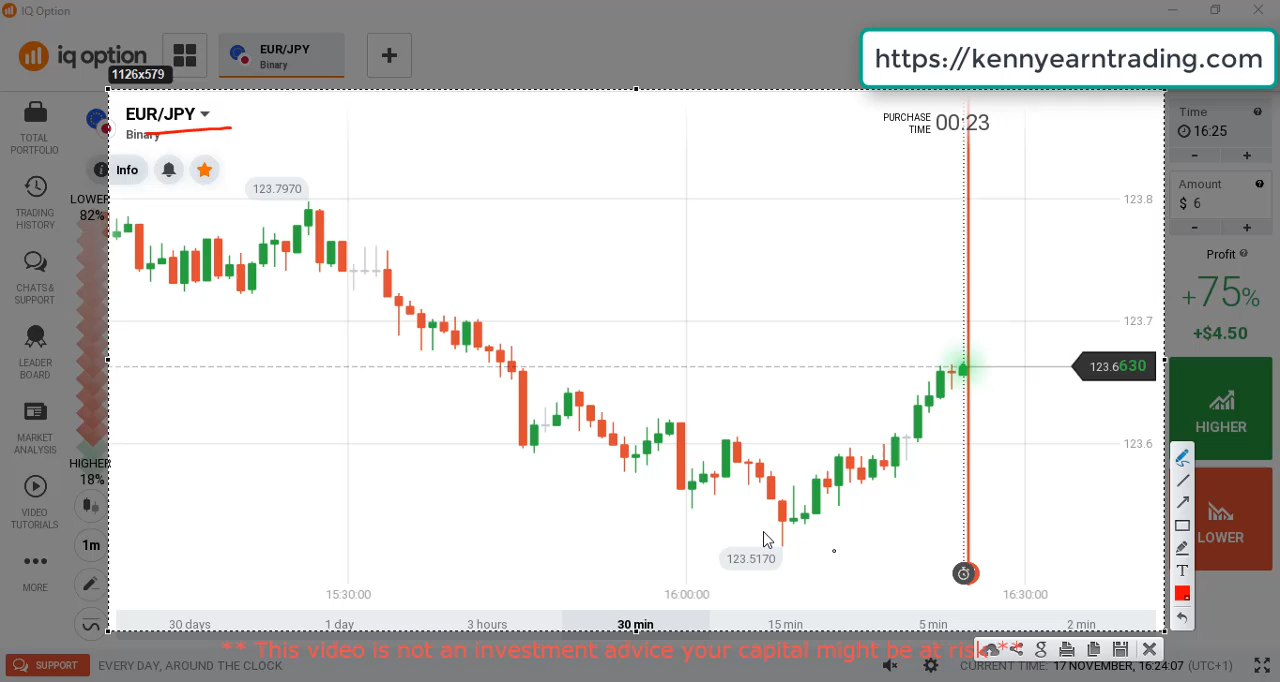 IQ Option
iq option
EUR/JPY
Binary
https://kennyearntrading.com
1126x579
EUR/JPY
Binary
PURCHASE
TIME
00:23
Time
16:25
Info
Amount
$ 6
TOTAL
PORTFOLIO
LOWER
82%
TRADING
HISTORY
CHATS &
SUPPORT
LEADER
BOARD
MARKET
ANALYSIS
HIGHER
18%
VIDEO
TUTORIALS
1m
MORE
123.7970
123.8
123.7
123.6630
123.6
123.5170
Profit
+75%
+$4.50
HIGHER
LOWER
T
15:30:00
16:00:00
16:30:00
30 days
1 day
3 hours
30 min
15 min
5 min
2 min
** This video is not an investment advice your capital might be at risk **
SUPPORT
EVERY DAY, AROUND THE CLOCK
CURRENT TIME: 17 NOVEMBER, 16:24:07 (UTC+1)